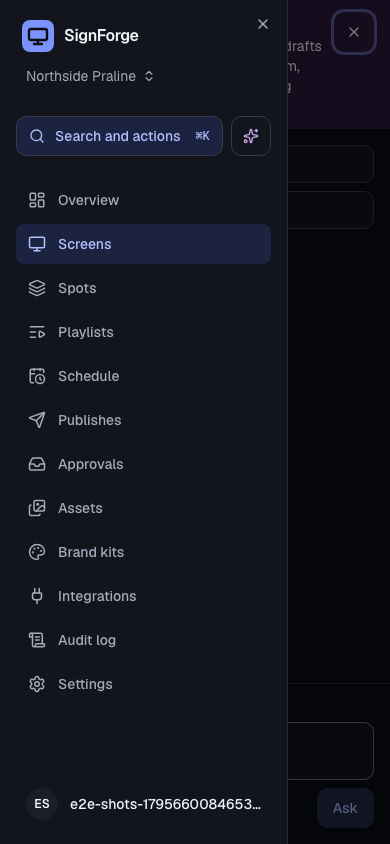 SignForge
Northside Praline
drafts
m,
g
Search and actions ⌘K
Overview
Screens
Spots
Playlists
Schedule
Publishes
Approvals
Assets
Brand kits
Integrations
Audit log
Settings
ES e2e-shots-1795660084653...
Ask